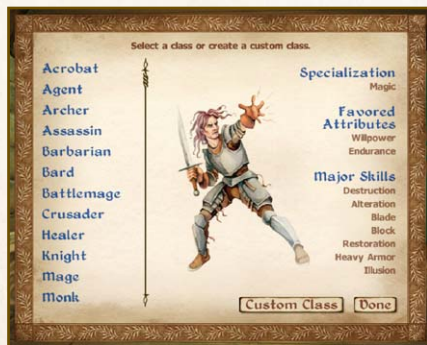 Select a class or create a custom class.
Acrobat
Agent
Archer
Assassin
Barbarian
Bard
Battlemage
Crusader
Healer
Knight
Mage
Monk
Specialization
Magic
Favored
Attributes
Willpower
Endurance
Major Skills
Destruction
Alteration
Blade
Block
Restoration
Heavy Armor
Illusion
Custom Class
Done